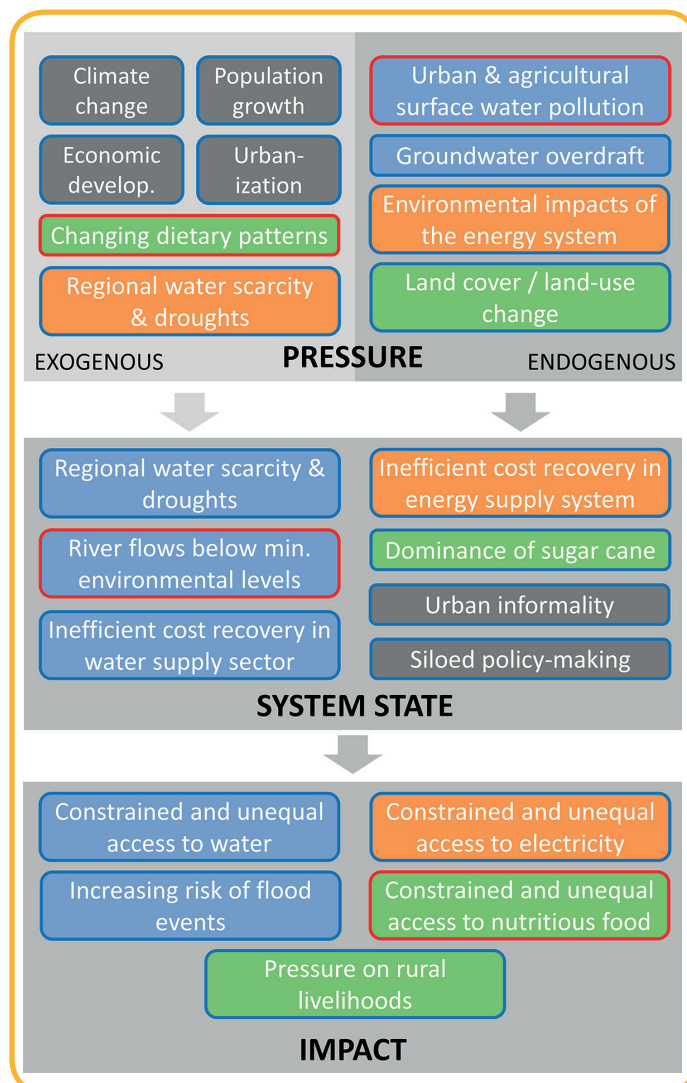 Climate
change
Population
growth
Economic
develop.
Urban-
ization
Changing dietary patterns
Regional water scarcity
& droughts
EXOGENOUS
Urban & agricultural
surface water pollution
Groundwater overdraft
Environmental impacts of
the energy system
Land cover / land-use
change
ENDOGENOUS
PRESSURE
Regional water scarcity &
droughts
River flows below min.
environmental levels
Inefficient cost recovery in
water supply sector
Inefficient cost recovery in
energy supply system
Dominance of sugar cane
Urban informality
Siloed policy-making
SYSTEM STATE
Constrained and unequal
access to water
Constrained and unequal
access to electricity
Increasing risk of flood
events
Constrained and unequal
access to nutritious food
Pressure on rural
livelihoods
IMPACT